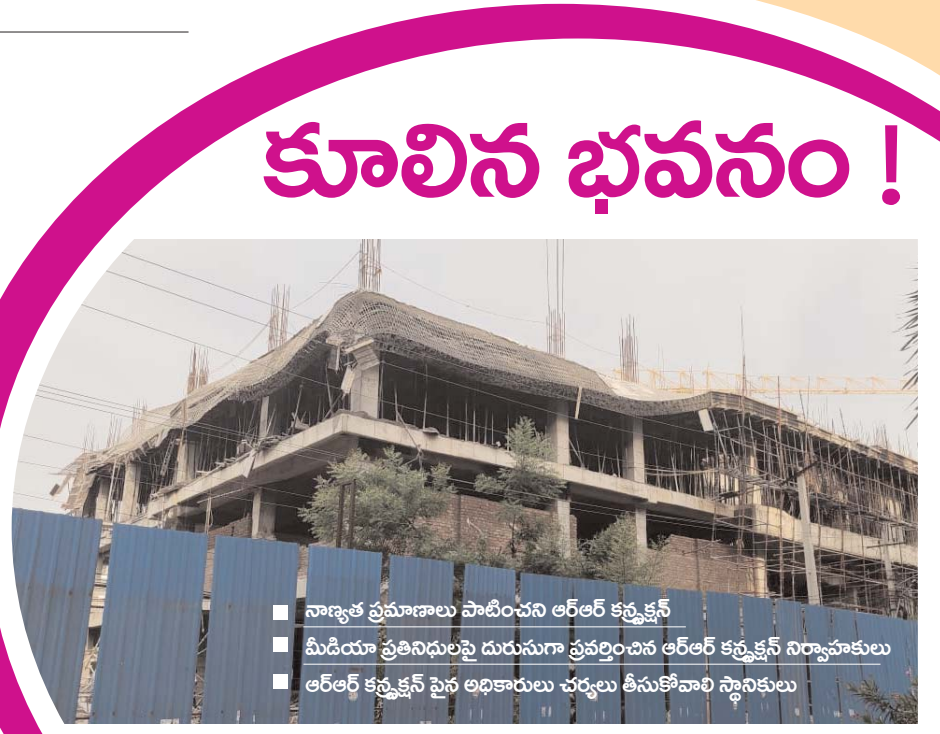 కూలిన భవనం !
నాణ్యత ప్రమాణాలు పాటించని ఆర్ఆర్ కన్స్ట్రక్షన్
మీడియా ప్రతినిధులపై దురుసుగా ప్రవర్తించిన ఆర్ఆర్ కన్స్ట్రక్షన్ నిర్వాహకులు
ఆర్ఆర్ కన్స్ట్రక్షన్ పైన అధికారులు చర్యలు తీసుకోవాలి స్థానికులు